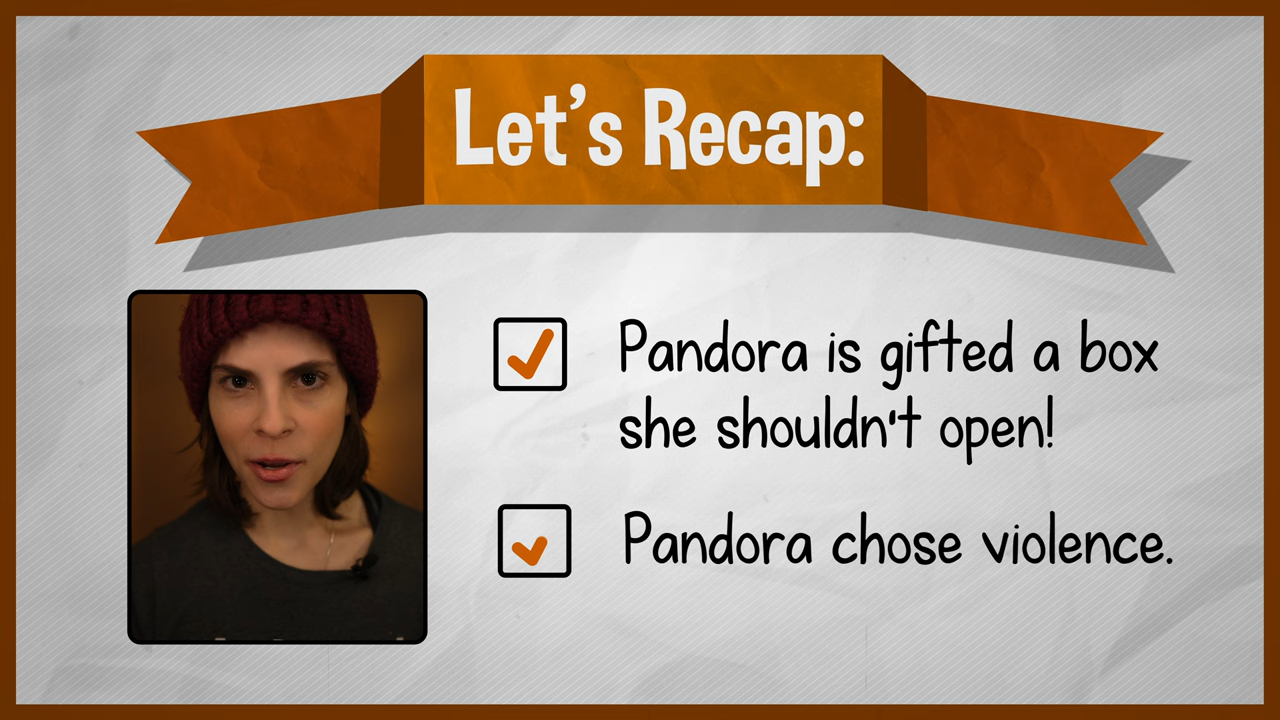 Let's Recap:
Pandora is gifted a box
she shouldn't open!
Pandora chose violence.